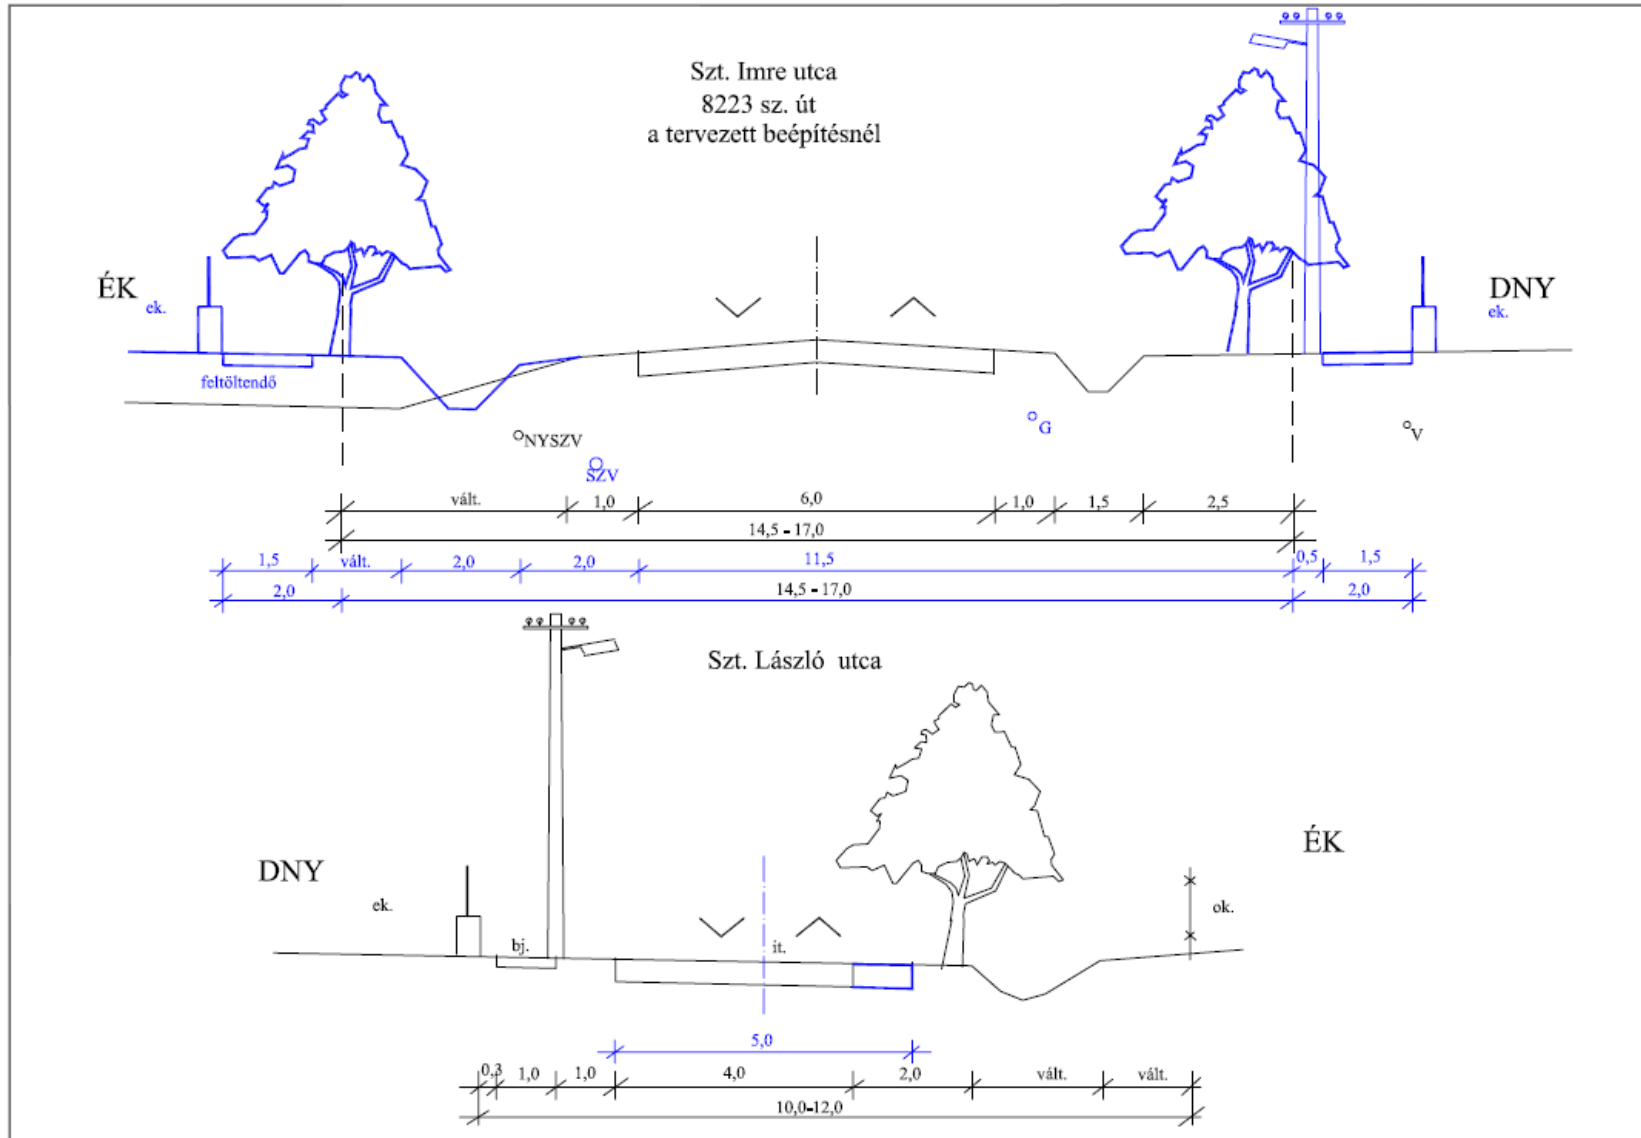 Szt. Imre utca
8223 sz. út
a tervezett beépítésnél
ÉK
ek.
DNY
ek.
feltöltendő
NYSZV
SZV
G
V
vált.
1,0
6,0
1,0
1,5
2,5
14,5 - 17,0
1,5
vált.
2,0
2,0
11,5
0,5
1,5
2,0
14,5 - 17,0
2,0
Szt. László utca
DNY
ÉK
ek.
ok.
bj.
it.
5,0
0,3
1,0
1,0
4,0
2,0
vált.
vált.
10,0-12,0